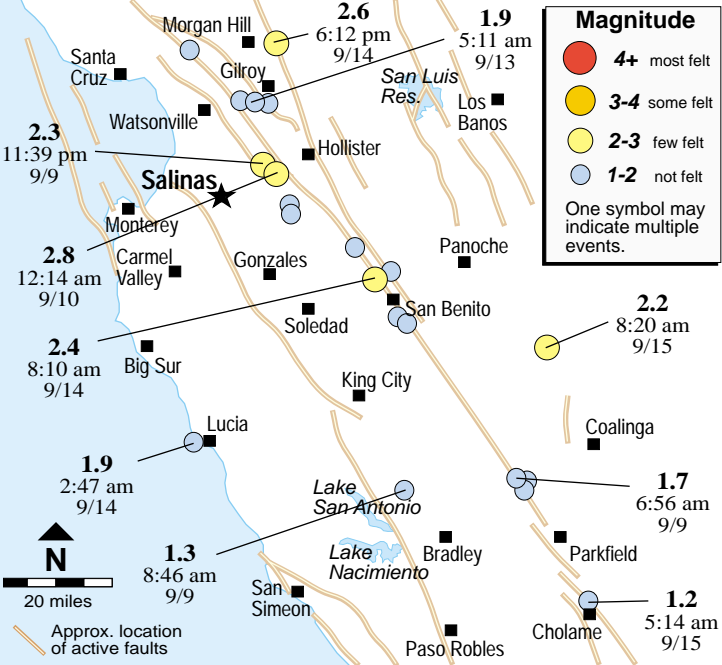 2.6
6:12 pm
9/14
1.9
5:11 am
9/13
Magnitude
4+ most felt
3-4 some felt
2-3 few felt
1-2 not felt
One symbol may
indicate multiple
events.
Morgan Hill
Santa
Cruz
Gilroy
San Luis
Res.
Los
Banos
Watsonville
2.3
11:39 pm
9/9
Hollister
Salinas
Monterey
2.8
12:14 am
9/10
Carmel
Valley
Gonzales
Panoche
San Benito
Soledad
2.2
8:20 am
9/15
2.4
8:10 am
9/14
Big Sur
King City
Lucia
Coalinga
1.9
2:47 am
9/14
Lake
San Antonio
1.7
6:56 am
9/9
N
20 miles
1.3
8:46 am
9/9
Lake
Nacimiento
Bradley
Parkfield
San
Simeon
1.2
5:14 am
9/15
Cholame
Paso Robles
Approx. location
of active faults